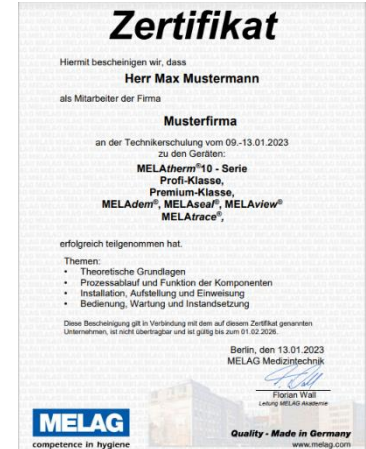 Zertifikat
Hiermit bescheinigen wir, dass
Herr Max Mustermann
als Mitarbeiter der Firma
Musterfirma
an der Technikerschulung vom 09.-13.01.2023
zu den Geräten:
MELAtherm®10 - Serie
Profi-Klasse,
Premium-Klasse,
MELAdem®, MELAseal®, MELAview®
MELAtrace®,
erfolgreich teilgenommen hat.
Themen:
• Theoretische Grundlagen
• Prozessablauf und Funktion der Komponenten
• Installation, Aufstellung und Einweisung
• Bedienung, Wartung und Instandsetzung
Diese Bescheinigung gilt in Verbindung mit dem auf diesem Zertifikat genannten
Unternehmen, ist nicht übertragbar und ist gültig bis zum 01.02.2026.
Berlin, den 13.01.2023
MELAG Medizintechnik
Florian Wall
Leitung MELAG Akademie
MELAG
competence in hygiene
Quality - Made in Germany
www.melag.com